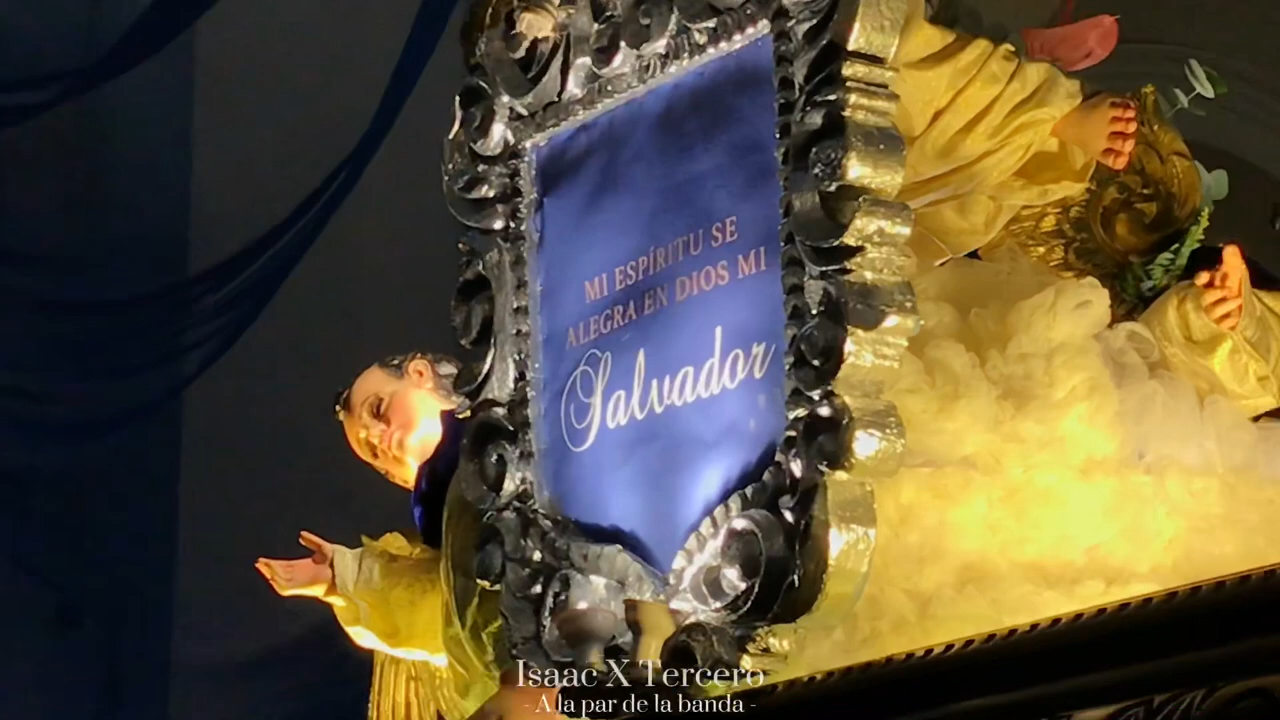 MI ESPÍRITU SE
ALEGRA EN DIOS MI
Salvador
Isaac X Tercero
- A la par de la banda -